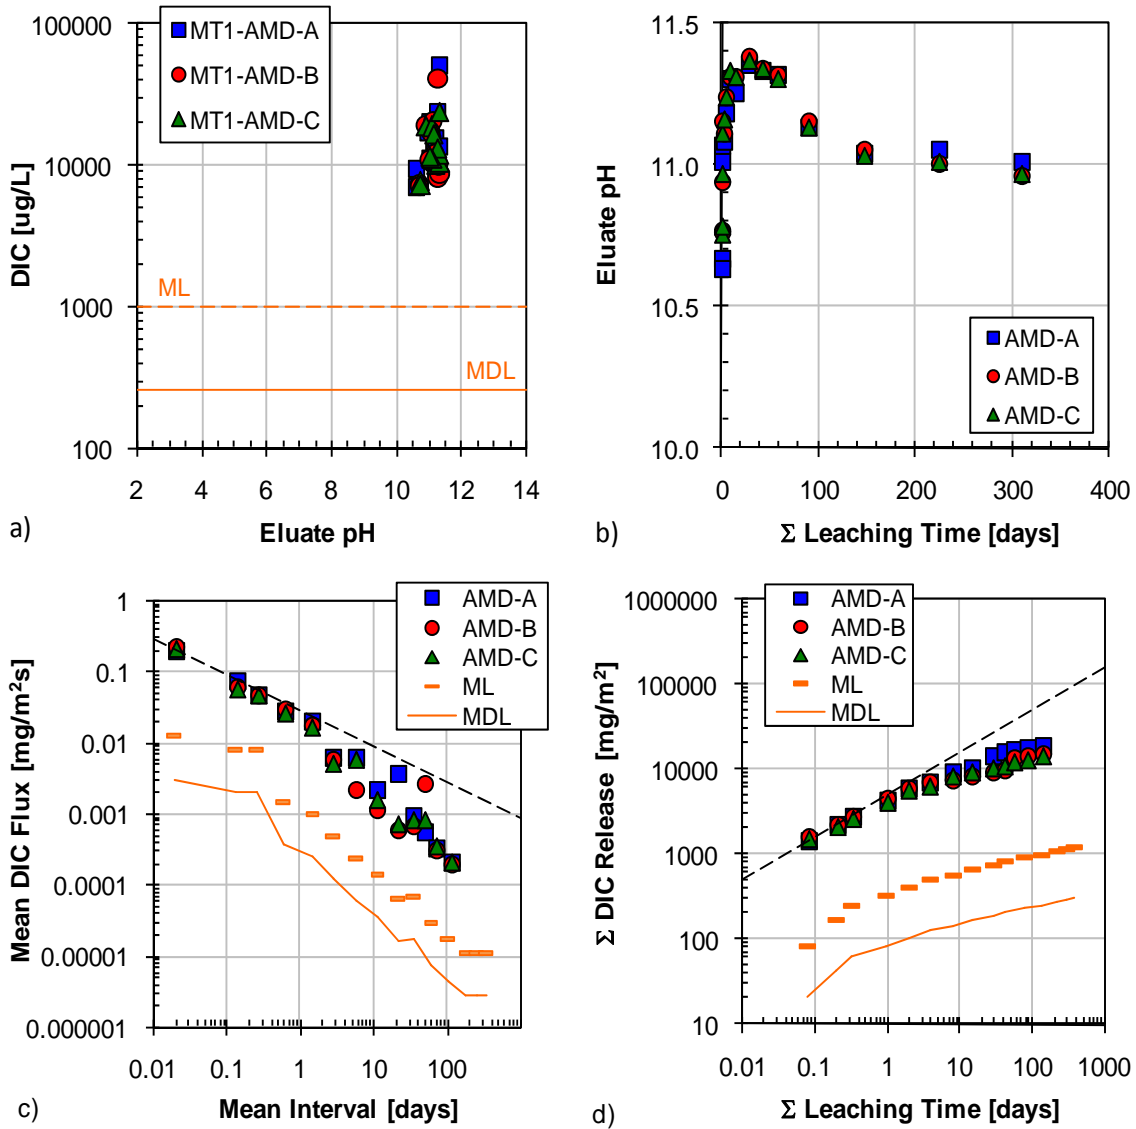 100000
10000
1000
100
DIC [ug/L]
MT1-AMD-A
MT1-AMD-B
MT1-AMD-C
ML
MDL
2 4 6 8 10 12 14
Eluate pH
a)
11.5
11.0
10.5
10.0
Eluate pH
AMD-A
AMD-B
AMD-C
0 100 200 300 400
Σ Leaching Time [days]
b)
1
0.1
0.01
0.001
0.0001
0.00001
0.000001
Mean DIC Flux [mg/m²s]
AMD-A
AMD-B
AMD-C
ML
MDL
0.01 0.1 1 10 100
Mean Interval [days]
c)
1000000
100000
10000
1000
100
10
Σ DIC Release [mg/m²]
AMD-A
AMD-B
AMD-C
ML
MDL
0.01 0.1 1 10 100 1000
Σ Leaching Time [days]
d)